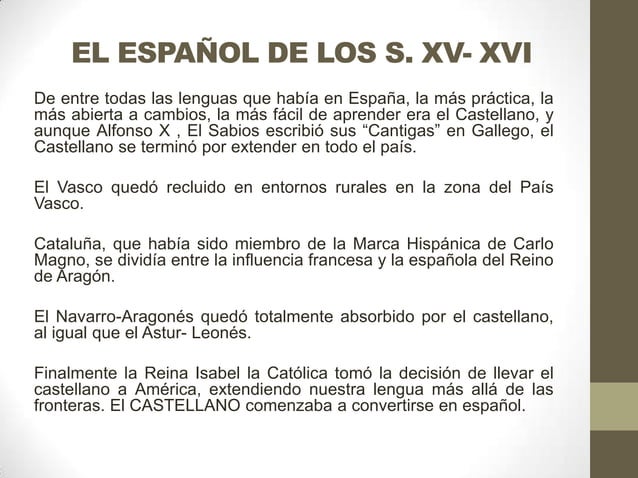 EL ESPAÑOL DE LOS S. XV- XVI
De entre todas las lenguas que había en España, la más práctica, la
más abierta a cambios, la más fácil de aprender era el Castellano, y
aunque Alfonso X , El Sabios escribió sus “Cantigas” en Gallego, el
Castellano se terminó por extender en todo el país.
El Vasco quedó recluido en entornos rurales en la zona del País
Vasco.
Cataluña, que había sido miembro de la Marca Hispánica de Carlo
Magno, se dividía entre la influencia francesa y la española del Reino
de Aragón.
El Navarro-Aragonés quedó totalmente absorbido por el castellano,
al igual que el Astur- Leonés.
Finalmente la Reina Isabel la Católica tomó la decisión de llevar el
castellano a América, extendiendo nuestra lengua más allá de las
fronteras. El CASTELLANO comenzaba a convertirse en español.